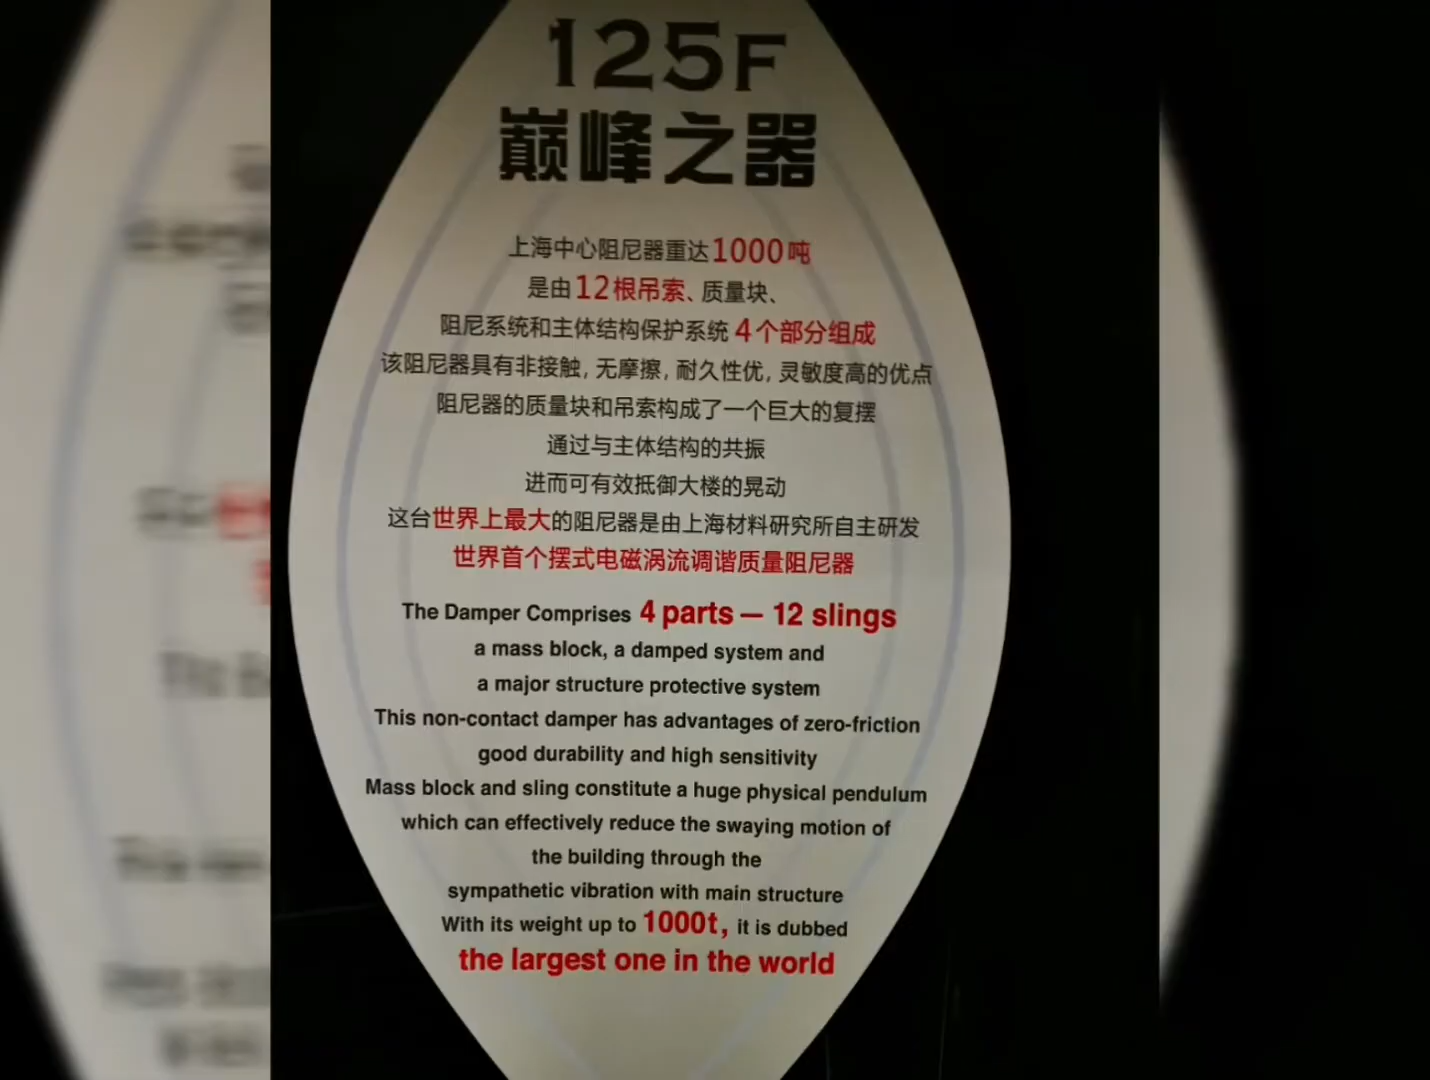 125F
巅峰之器
上海中心阻尼器重达1000吨
是由12根吊索、质量块、
阻尼系统和主体结构保护系统4个部分组成
该阻尼器具有非接触,无摩擦,耐久性优,灵敏度高的优点
阻尼器的质量块和吊索构成了一个巨大的复摆
通过与主体结构的共振
进而可有效抵御大楼的晃动
这台世界上最大的阻尼器是由上海材料研究所自主研发
世界首个摆式电磁涡流调谐质量阻尼器
The Damper Comprises 4 parts — 12 slings
a mass block, a damped system and
a major structure protective system
This non-contact damper has advantages of zero-friction
good durability and high sensitivity
Mass block and sling constitute a huge physical pendulum
which can effectively reduce the swaying motion of
the building through the
sympathetic vibration with main structure
With its weight up to 1000t, it is dubbed
the largest one in the world